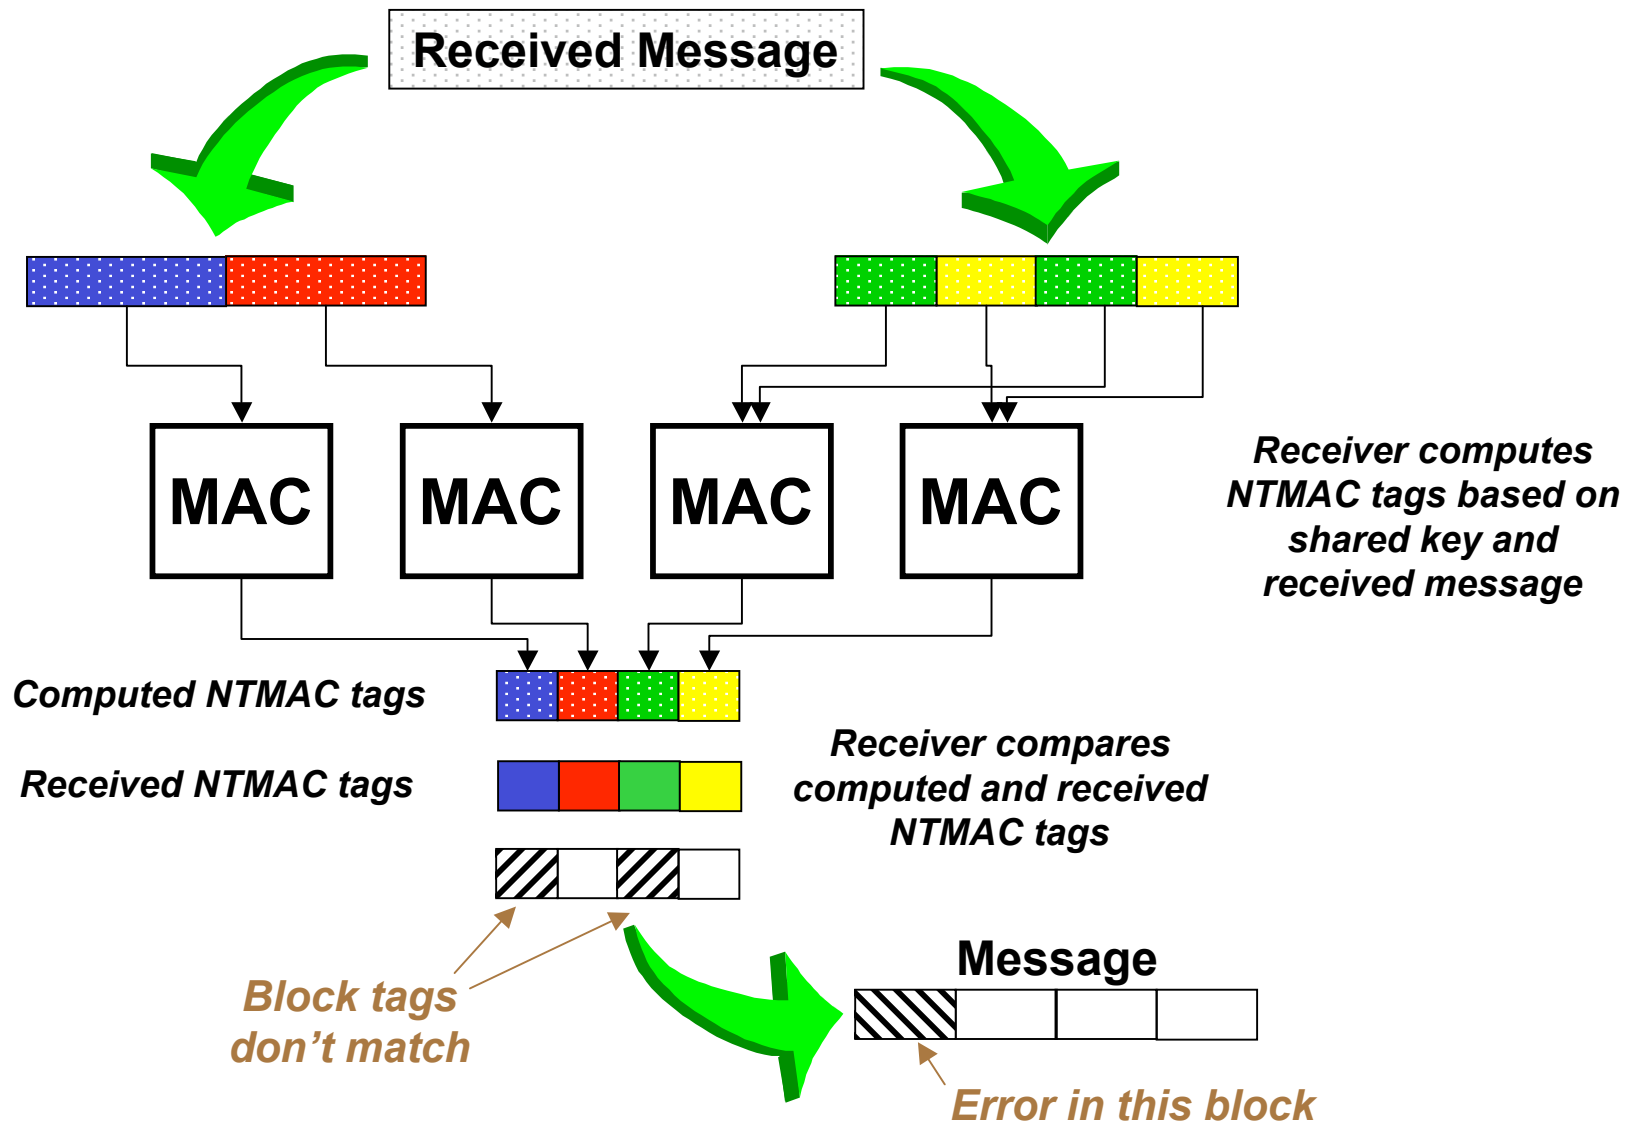 Received Message
MAC
MAC
MAC
MAC
Receiver computes
NTMAC tags based on
shared key and
received message
Computed NTMAC tags
Received NTMAC tags
Receiver compares
computed and received
NTMAC tags
Block tags
don’t match
Message
Error in this block